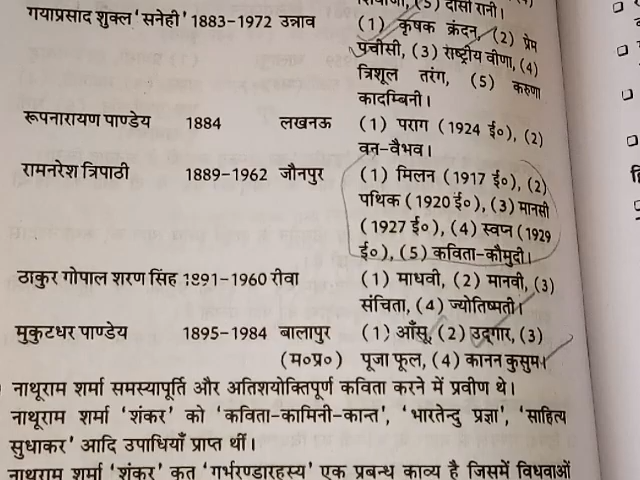 शिवाजी, (5) दासी रानी।
गयाप्रसाद शुक्ल 'सनेही' 1883-1972 उन्नाव (1) कृषक क्रंदन, (2) प्रेम
पचीसी, (3) राष्ट्रीय वीणा, (4)
त्रिशूल तरंग, (5) करुणा
कादम्बिनी।
रूपनारायण पाण्डेय 1884 लखनऊ (1) पराग (1924 ई०), (2)
वन-वैभव।
रामनरेश त्रिपाठी 1889-1962 जौनपुर (1) मिलन (1917 ई०), (2)
पथिक (1920 ई०), (3) मानसी
(1927 ई०), (4) स्वप्न (1929
ई०), (5) कविता-कौमुदी।
ठाकुर गोपाल शरण सिंह 1891-1960 रीवा (1) माधवी, (2) मानवी, (3)
संचिता, (4) ज्योतिष्मती।
मुकुटधर पाण्डेय 1895-1984 बालापुर (1) आँसू, (2) उद्गार, (3)
(म०प्र०) पूजा फूल, (4) कानन कुसुम।
नाथूराम शर्मा समस्यापूर्ति और अतिशयोक्तिपूर्ण कविता करने में प्रवीण थे।
नाथूराम शर्मा 'शंकर' को 'कविता-कामिनी-कान्त', 'भारतेन्दु प्रज्ञा', 'साहित्य
सुधाकर' आदि उपाधियाँ प्राप्त थीं।
नाथूराम शर्मा 'शंकर' कृत 'गर्भरण्डारहस्य' एक प्रबन्ध काव्य है जिसमें विधवाओं